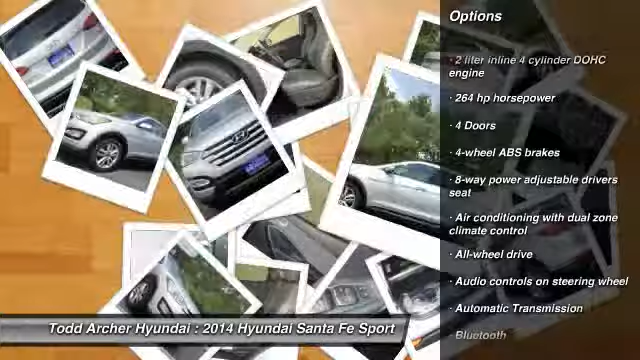 Options
· 2 liter inline 4 cylinder DOHC
engine
· 264 hp horsepower
· 4 Doors
· 4-wheel ABS brakes
· 8-way power adjustable drivers
seat
· Air conditioning with dual zone
climate control
· All-wheel drive
· Audio controls on steering wheel
· Automatic Transmission
· Bluetooth
Todd Archer Hyundai : 2014 Hyundai Santa Fe Sport